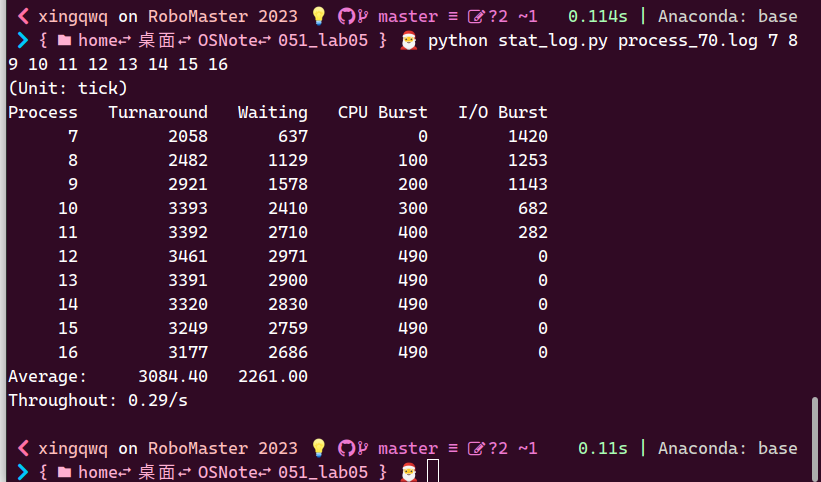 xingqwq on RoboMaster 2023 master ≡ ?2 ~1 0.114s | Anaconda: base
{ home 桌面 OSNote 051_lab05 } 🎅 python stat_log.py process_70.log 7 8
9 10 11 12 13 14 15 16
(Unit: tick)
Process Turnaround Waiting CPU Burst I/O Burst
7 2058 637 0 1420
8 2482 1129 100 1253
9 2921 1578 200 1143
10 3393 2410 300 682
11 3392 2710 400 282
12 3461 2971 490 0
13 3391 2900 490 0
14 3320 2830 490 0
15 3249 2759 490 0
16 3177 2686 490 0
Average: 3084.40 2261.00
Throughout: 0.29/s
xingqwq on RoboMaster 2023 master ≡ ?2 ~1 0.11s | Anaconda: base
{ home 桌面 OSNote 051_lab05 } 🎅